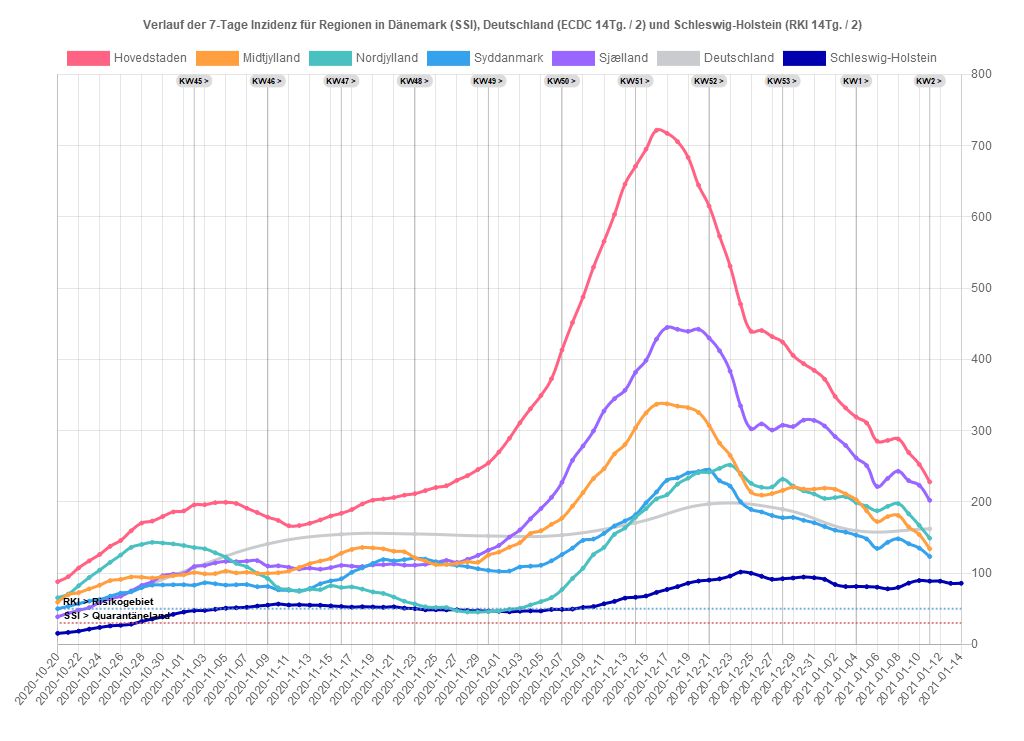 Verlauf der 7-Tage Inzidenz für Regionen in Dänemark (SSI), Deutschland (ECDC 14Tg. / 2) und Schleswig-Holstein (RKI 14Tg. / 2)
Hovedstaden Midtjylland Nordjylland Syddanmark Sjælland Deutschland Schleswig-Holstein
KW45 > KW46 > KW47 > KW48 > KW49 > KW50 > KW51 > KW52 > KW53 > KW1 > KW2 >
800
700
600
500
400
300
200
100
0
RKI > Risikogebiet
SSI > Quarantäneland
2020-10-20 2020-10-22 2020-10-24 2020-10-26 2020-10-28 2020-10-30 2020-11-01 2020-11-03 2020-11-05 2020-11-07 2020-11-09 2020-11-11 2020-11-13 2020-11-15 2020-11-17 2020-11-19 2020-11-21 2020-11-23 2020-11-25 2020-11-27 2020-11-29 2020-12-01 2020-12-03 2020-12-05 2020-12-07 2020-12-09 2020-12-11 2020-12-13 2020-12-15 2020-12-17 2020-12-19 2020-12-21 2020-12-23 2020-12-25 2020-12-27 2020-12-29 2020-12-31 2021-01-02 2021-01-04 2021-01-06 2021-01-08 2021-01-10 2021-01-12 2021-01-14